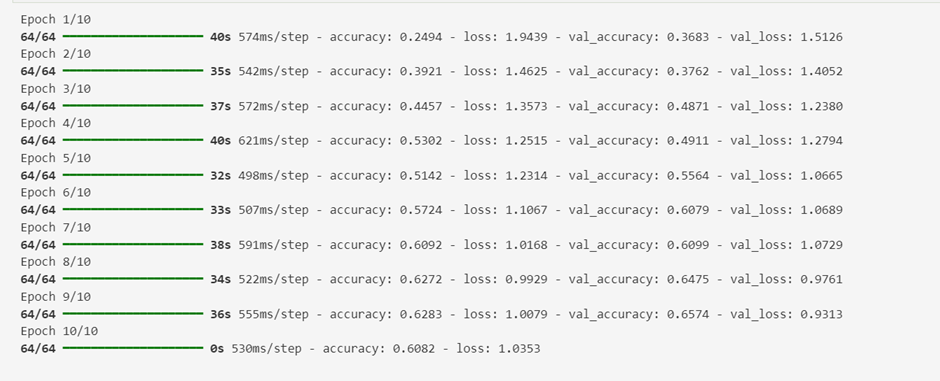 Epoch 1/10
64/64 ━━━━━━━━━━━━━━━━━━━━ 40s 574ms/step - accuracy: 0.2494 - loss: 1.9439 - val_accuracy: 0.3683 - val_loss: 1.5126
Epoch 2/10
64/64 ━━━━━━━━━━━━━━━━━━━━ 35s 542ms/step - accuracy: 0.3921 - loss: 1.4625 - val_accuracy: 0.3762 - val_loss: 1.4052
Epoch 3/10
64/64 ━━━━━━━━━━━━━━━━━━━━ 37s 572ms/step - accuracy: 0.4457 - loss: 1.3573 - val_accuracy: 0.4871 - val_loss: 1.2380
Epoch 4/10
64/64 ━━━━━━━━━━━━━━━━━━━━ 40s 621ms/step - accuracy: 0.5302 - loss: 1.2515 - val_accuracy: 0.4911 - val_loss: 1.2794
Epoch 5/10
64/64 ━━━━━━━━━━━━━━━━━━━━ 32s 498ms/step - accuracy: 0.5142 - loss: 1.2314 - val_accuracy: 0.5564 - val_loss: 1.0665
Epoch 6/10
64/64 ━━━━━━━━━━━━━━━━━━━━ 33s 507ms/step - accuracy: 0.5724 - loss: 1.1067 - val_accuracy: 0.6079 - val_loss: 1.0689
Epoch 7/10
64/64 ━━━━━━━━━━━━━━━━━━━━ 38s 591ms/step - accuracy: 0.6092 - loss: 1.0168 - val_accuracy: 0.6099 - val_loss: 1.0729
Epoch 8/10
64/64 ━━━━━━━━━━━━━━━━━━━━ 34s 522ms/step - accuracy: 0.6272 - loss: 0.9929 - val_accuracy: 0.6475 - val_loss: 0.9761
Epoch 9/10
64/64 ━━━━━━━━━━━━━━━━━━━━ 36s 555ms/step - accuracy: 0.6283 - loss: 1.0079 - val_accuracy: 0.6574 - val_loss: 0.9313
Epoch 10/10
64/64 ━━━━━━━━━━━━━━━━━━━━ 0s 530ms/step - accuracy: 0.6082 - loss: 1.0353